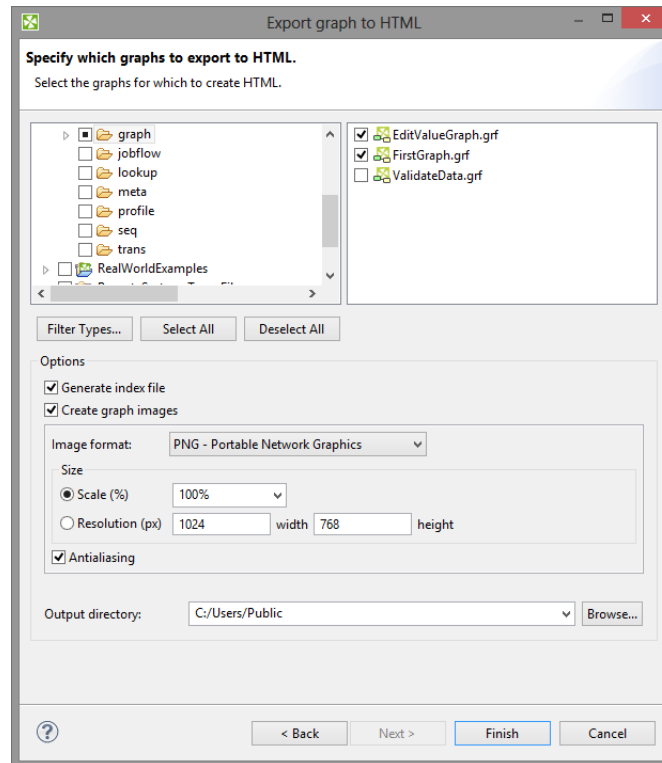 Export graph to HTML
Specify which graphs to export to HTML.
Select the graphs for which to create HTML.
graph
jobflow
lookup
meta
profile
seq
trans
RealWorldExamples
EditValueGraph.grf
FirstGraph.grf
ValidateData.grf
Filter Types... Select All Deselect All
Options
Generate index file
Create graph images
Image format: PNG - Portable Network Graphics
Size
Scale (%) 100%
Resolution (px) 1024 width 768 height
Antialiasing
Output directory: C:/Users/Public Browse...
? < Back Next > Finish Cancel